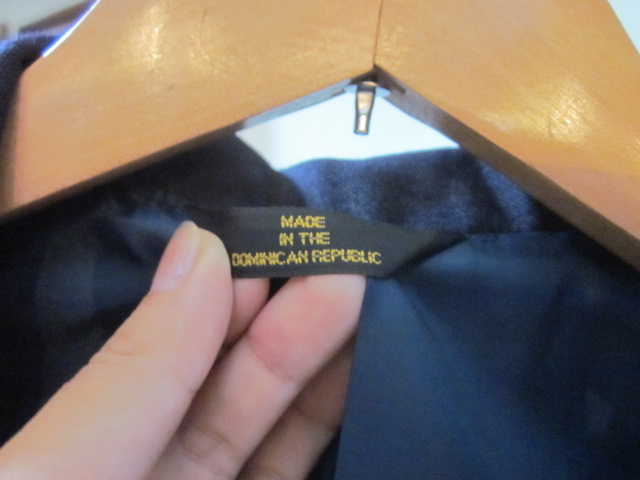 MADE
IN THE
DOMINICAN REPUBLIC